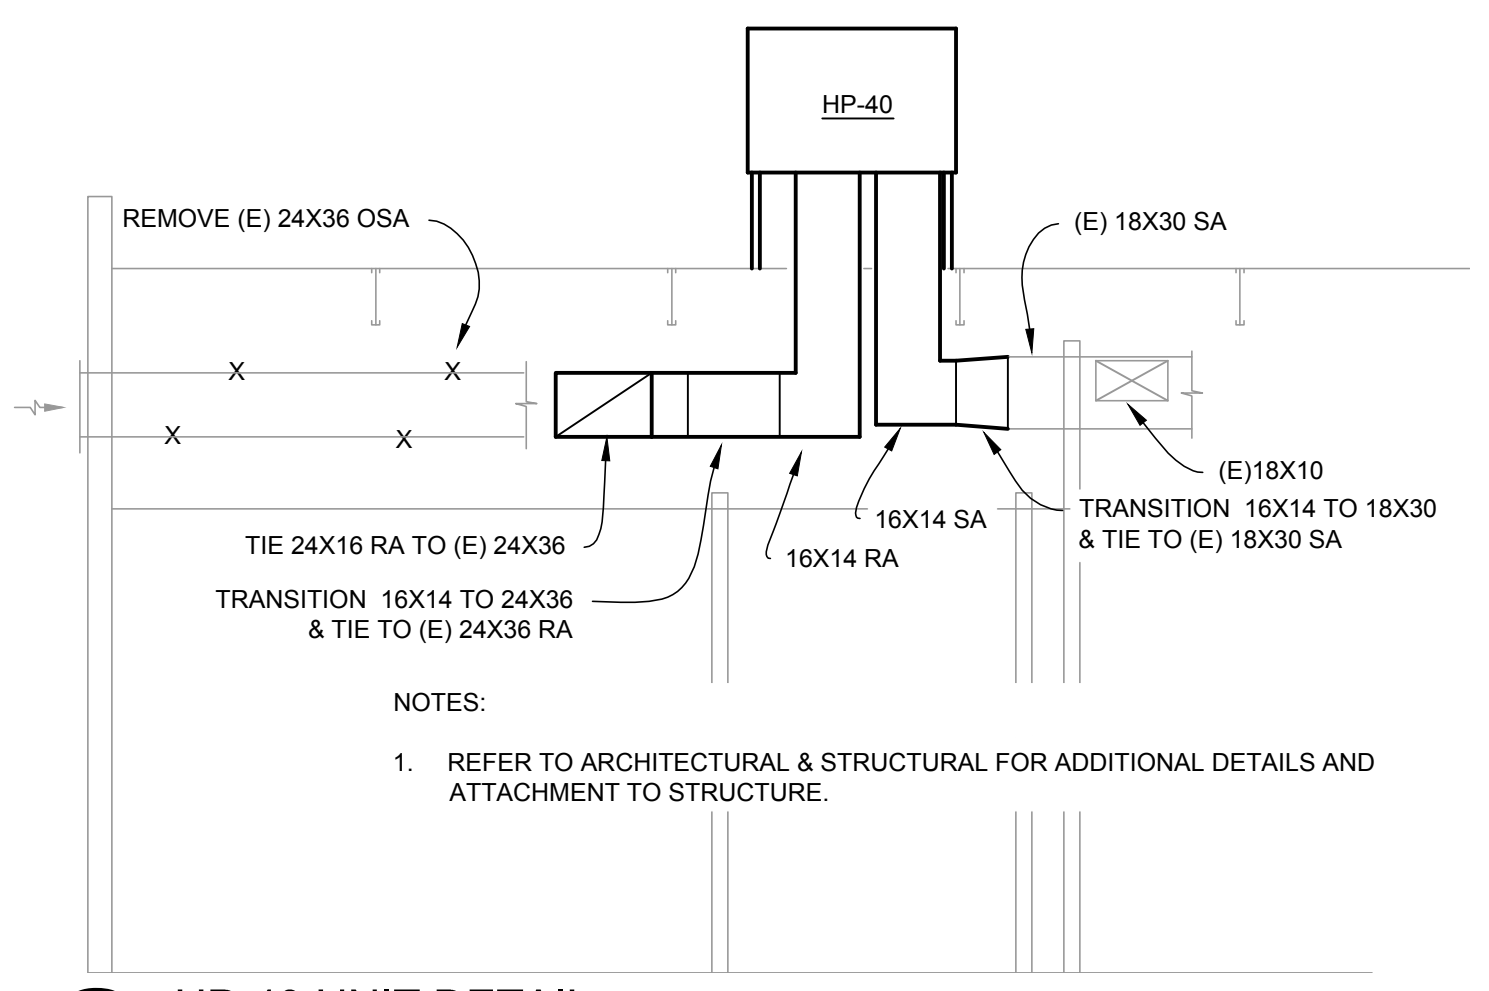 HP-40
REMOVE (E) 24X36 OSA
(E) 18X30 SA
X
X
X
X
(E)18X10
TRANSITION 16X14 TO 18X30
& TIE TO (E) 18X30 SA
16X14 SA
16X14 RA
TIE 24X16 RA TO (E) 24X36
TRANSITION 16X14 TO 24X36
& TIE TO (E) 24X36 RA
NOTES:
1. REFER TO ARCHITECTURAL & STRUCTURAL FOR ADDITIONAL DETAILS AND
ATTACHMENT TO STRUCTURE.
UNIT DETAIL